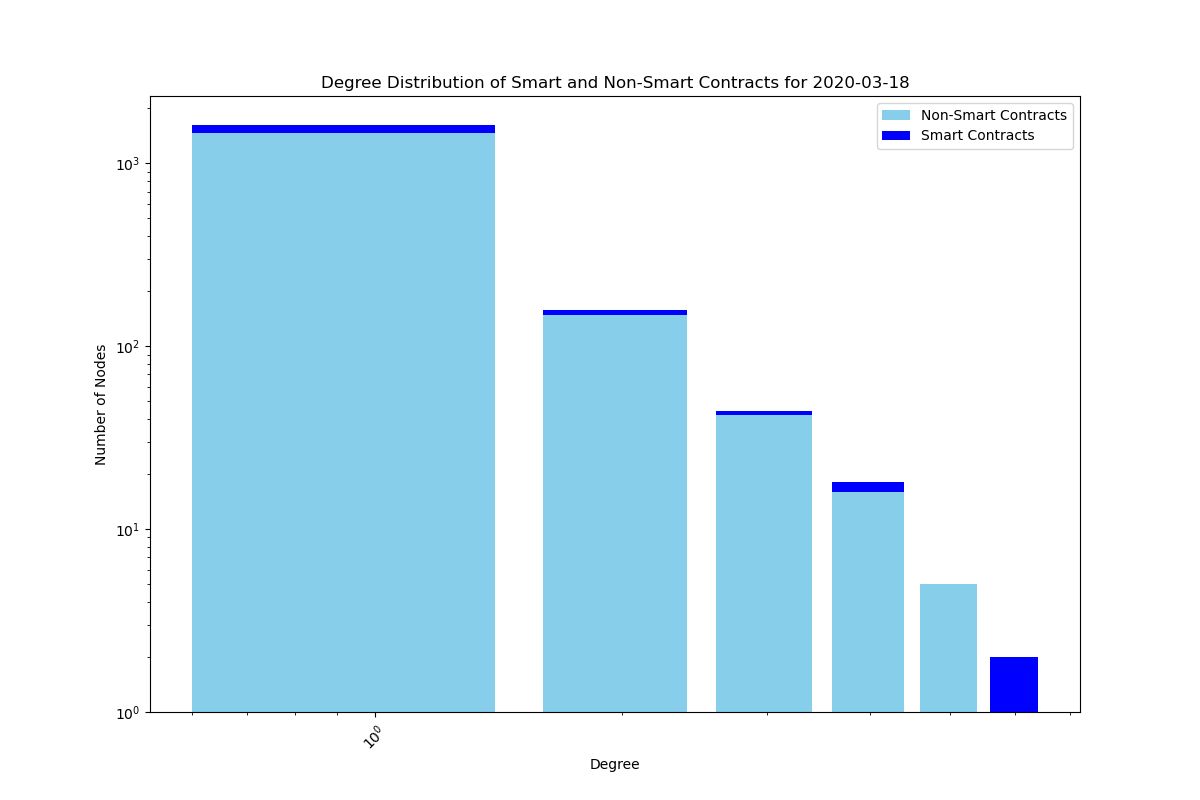 Degree Distribution of Smart and Non-Smart Contracts for 2020-03-18
Non-Smart Contracts
Smart Contracts
Number of Nodes
10³
10²
10¹
10⁰
10⁰
Degree